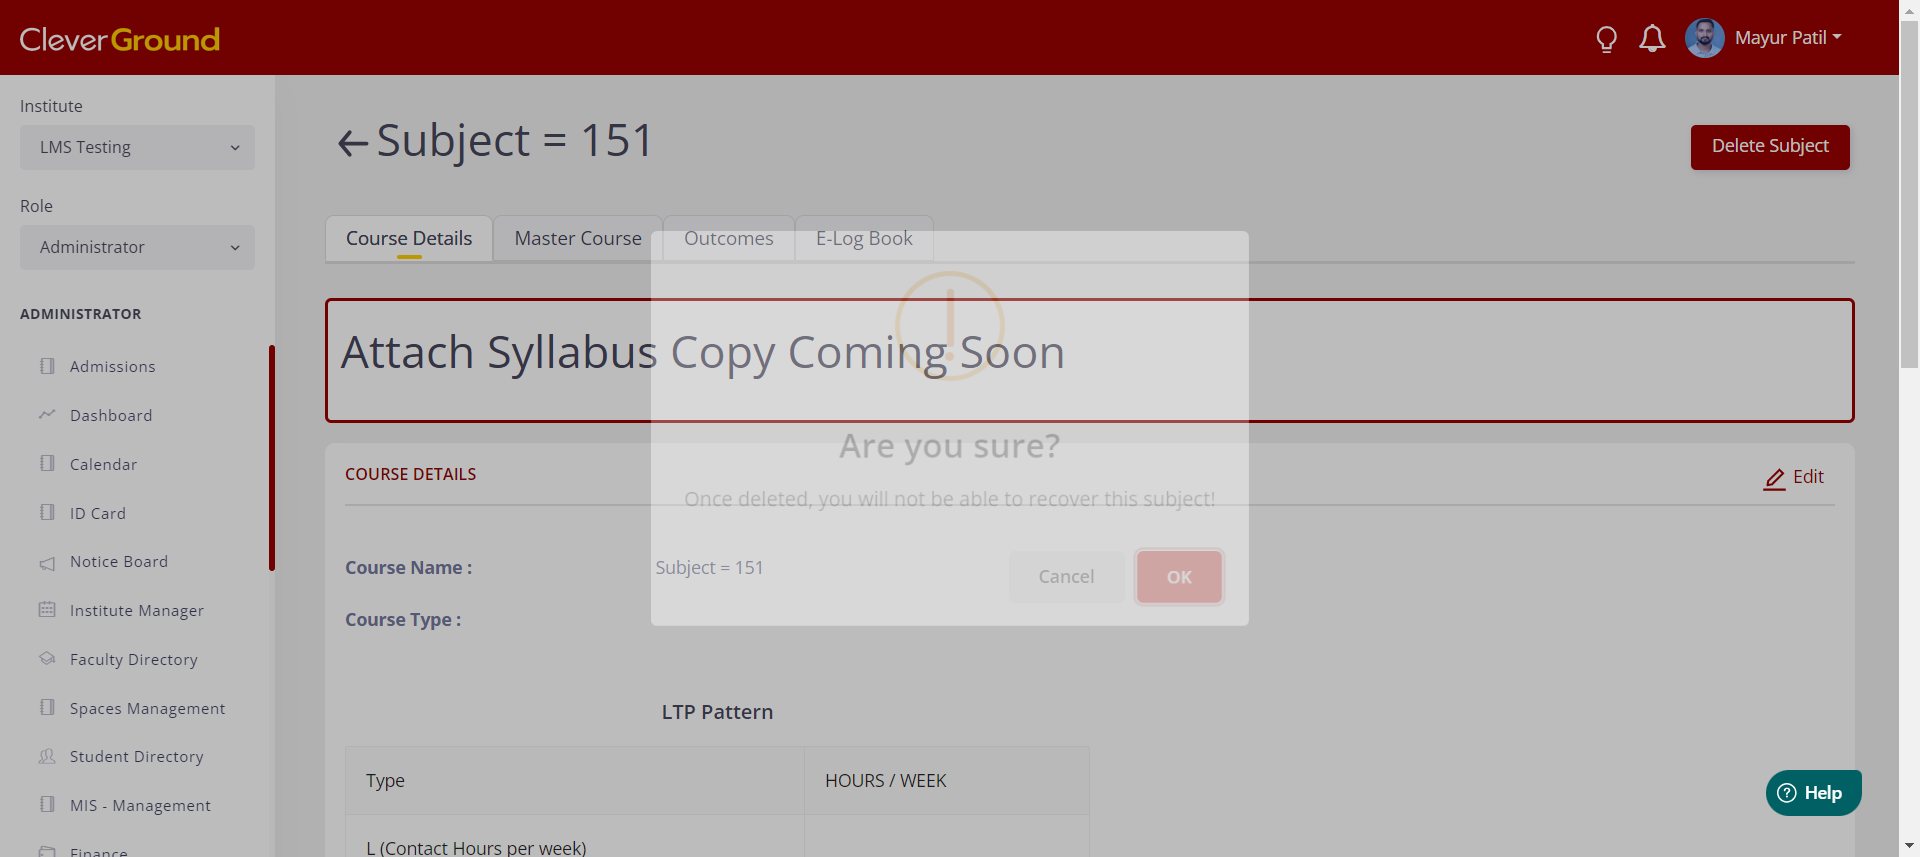 CleverGround
Mayur Patil
Institute
LMS Testing
Role
Administrator
ADMINISTRATOR
Admissions
Dashboard
Calendar
ID Card
Notice Board
Institute Manager
Faculty Directory
Spaces Management
Student Directory
MIS - Management
Finance
Subject = 151
Delete Subject
Course Details
Master Course
Outcomes
E-Log Book
Attach Syllabus Copy Coming Soon
Are you sure?
Once deleted, you will not be able to recover this subject!
Cancel
OK
COURSE DETAILS
Edit
Course Name :
Subject = 151
Course Type :
LTP Pattern
Type
HOURS / WEEK
L (Contact Hours per week)
Help